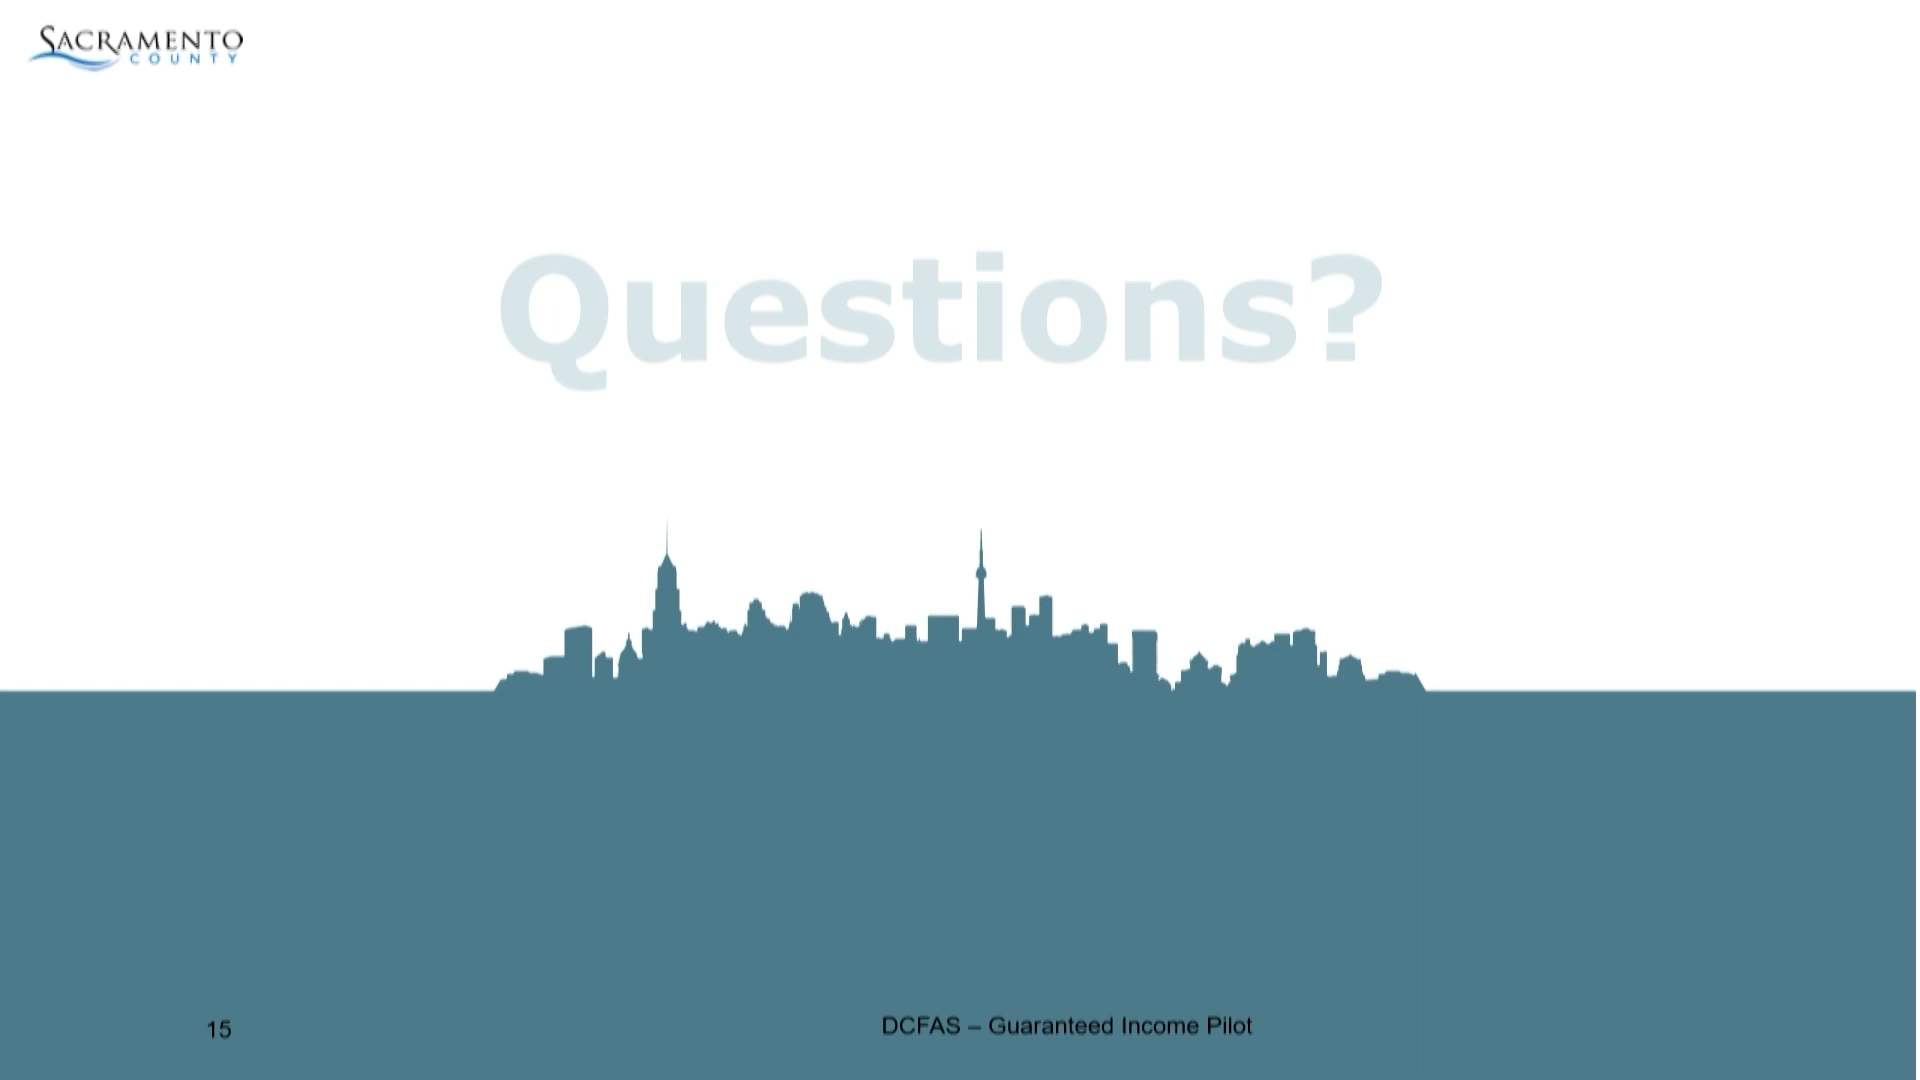 SACRAMENTO
COUNTY
Questions?
15
DCFAS – Guaranteed Income Pilot